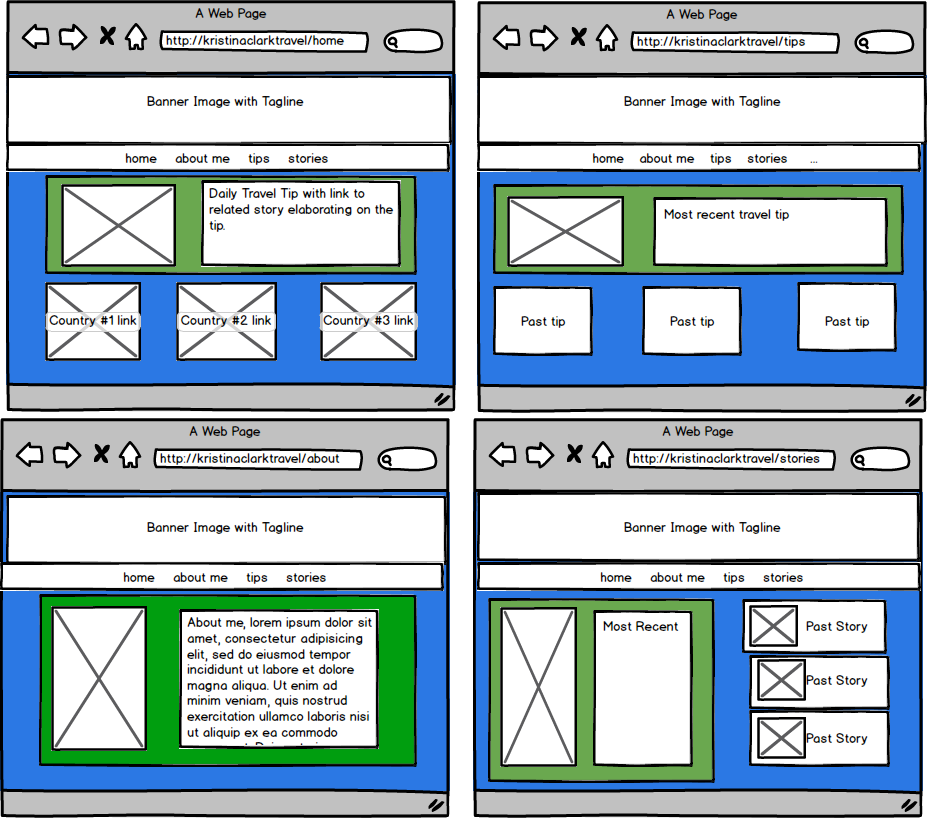 A Web Page
http://kristinaclarktravel/home
Banner Image with Tagline
home about me tips stories
Daily Travel Tip with link to
related story elaborating on the
tip.
Country #1 link Country #2 link Country #3 link
A Web Page
http://kristinaclarktravel/tips
Banner Image with Tagline
home about me tips stories ...
Most recent travel tip
Past tip Past tip Past tip
A Web Page
http://kristinaclarktravel/about
Banner Image with Tagline
home about me tips stories
About me, lorem ipsum dolor sit
amet, consectetur adipisicing
elit, sed do eiusmod tempor
incididunt ut labore et dolore
magna aliqua. Ut enim ad
minim veniam, quis nostrud
exercitation ullamco laboris nisi
ut aliquip ex ea commodo
A Web Page
http://kristinaclarktravel/stories
Banner Image with Tagline
home about me tips stories
Most Recent
Past Story
Past Story
Past Story